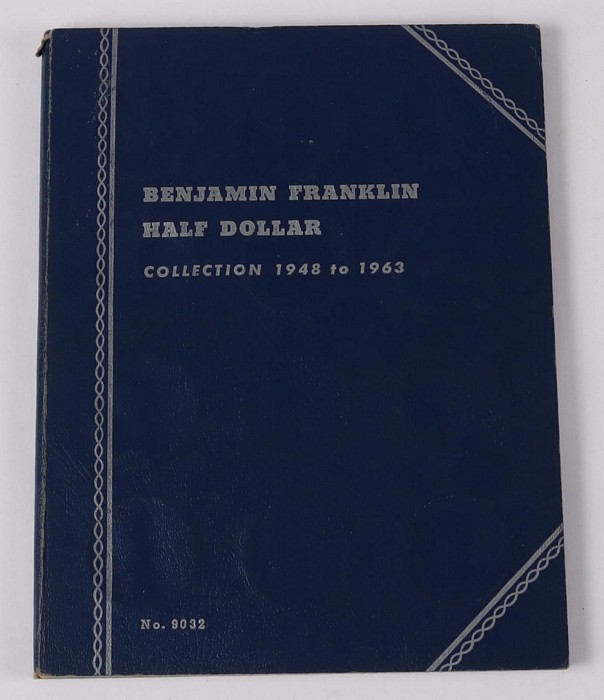 BENJAMIN FRANKLIN
HALF DOLLAR
COLLECTION 1948 to 1963
No. 9032